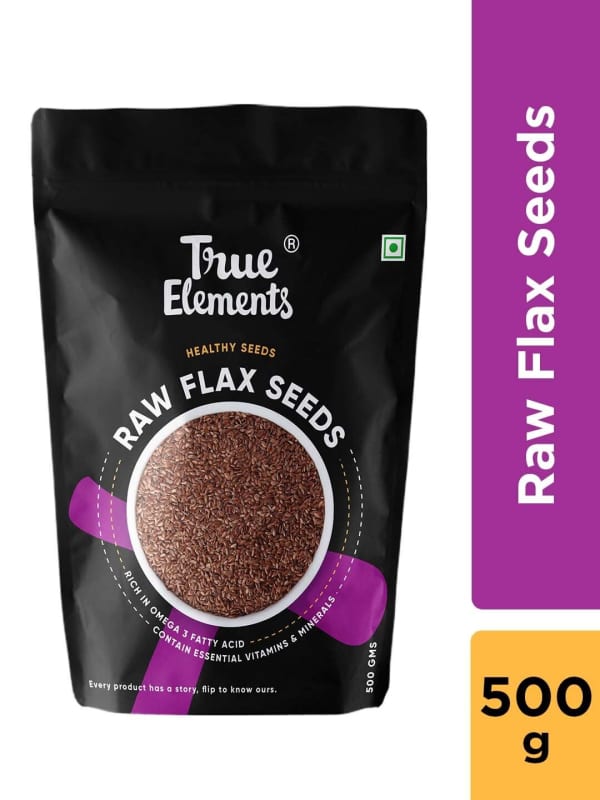 True ®
Elements
HEALTHY SEEDS
RAW FLAX SEEDS
RICH IN OMEGA 3 FATTY ACID
CONTAIN ESSENTIAL VITAMINS & MINERALS
Every product has a story, flip to know ours.
500 GMS
Raw Flax Seeds
500
g